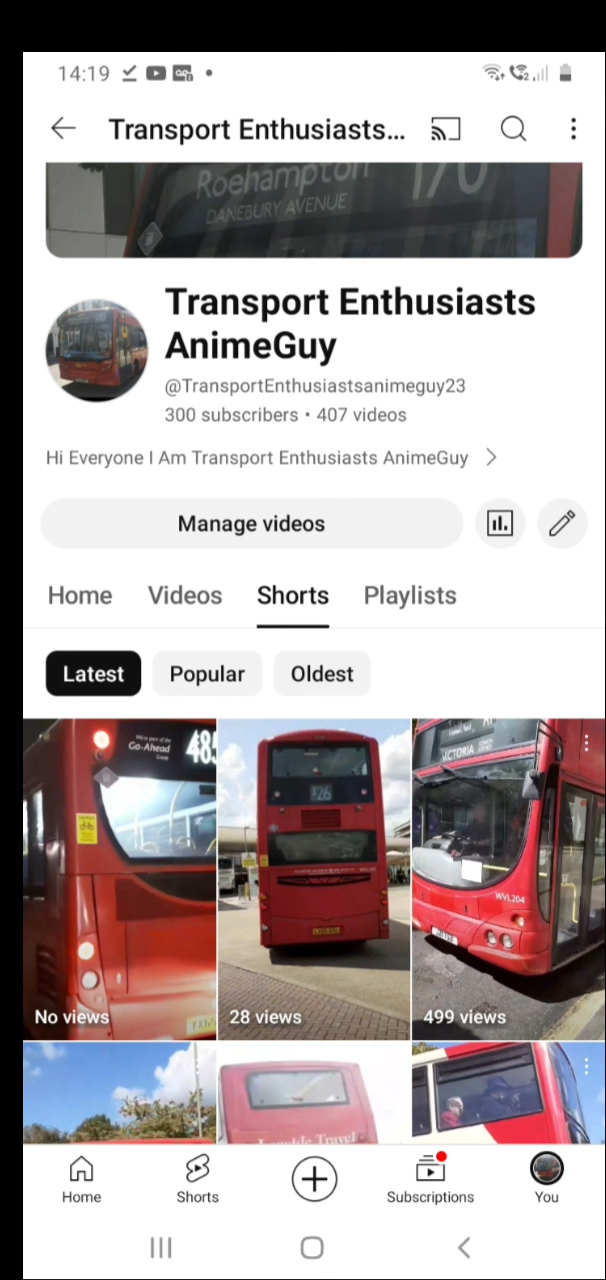 14:19
Transport Enthusiasts...
Roehampton 170
DANEBURY AVENUE
Transport Enthusiasts
AnimeGuy
@TransportEnthusiastsanimeguy23
300 subscribers • 407 videos
Hi Everyone I Am Transport Enthusiasts AnimeGuy
Manage videos
Home Videos Shorts Playlists
Latest Popular Oldest
Go-Ahead
485
No views
28 views
VICTORIA
WVL204
499 views
Travel
Home
Shorts
Subscriptions
You